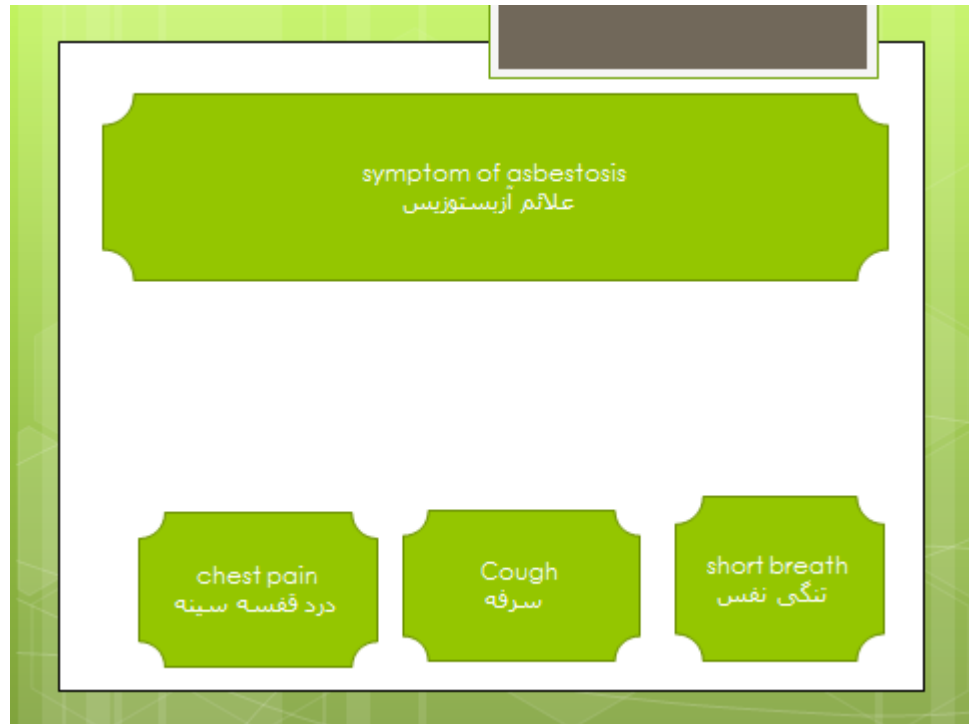 symptom of asbestosis
علائم آزبستوزیس
chest pain
درد قفسه سینه
Cough
سرفه
short breath
تنگی نفس